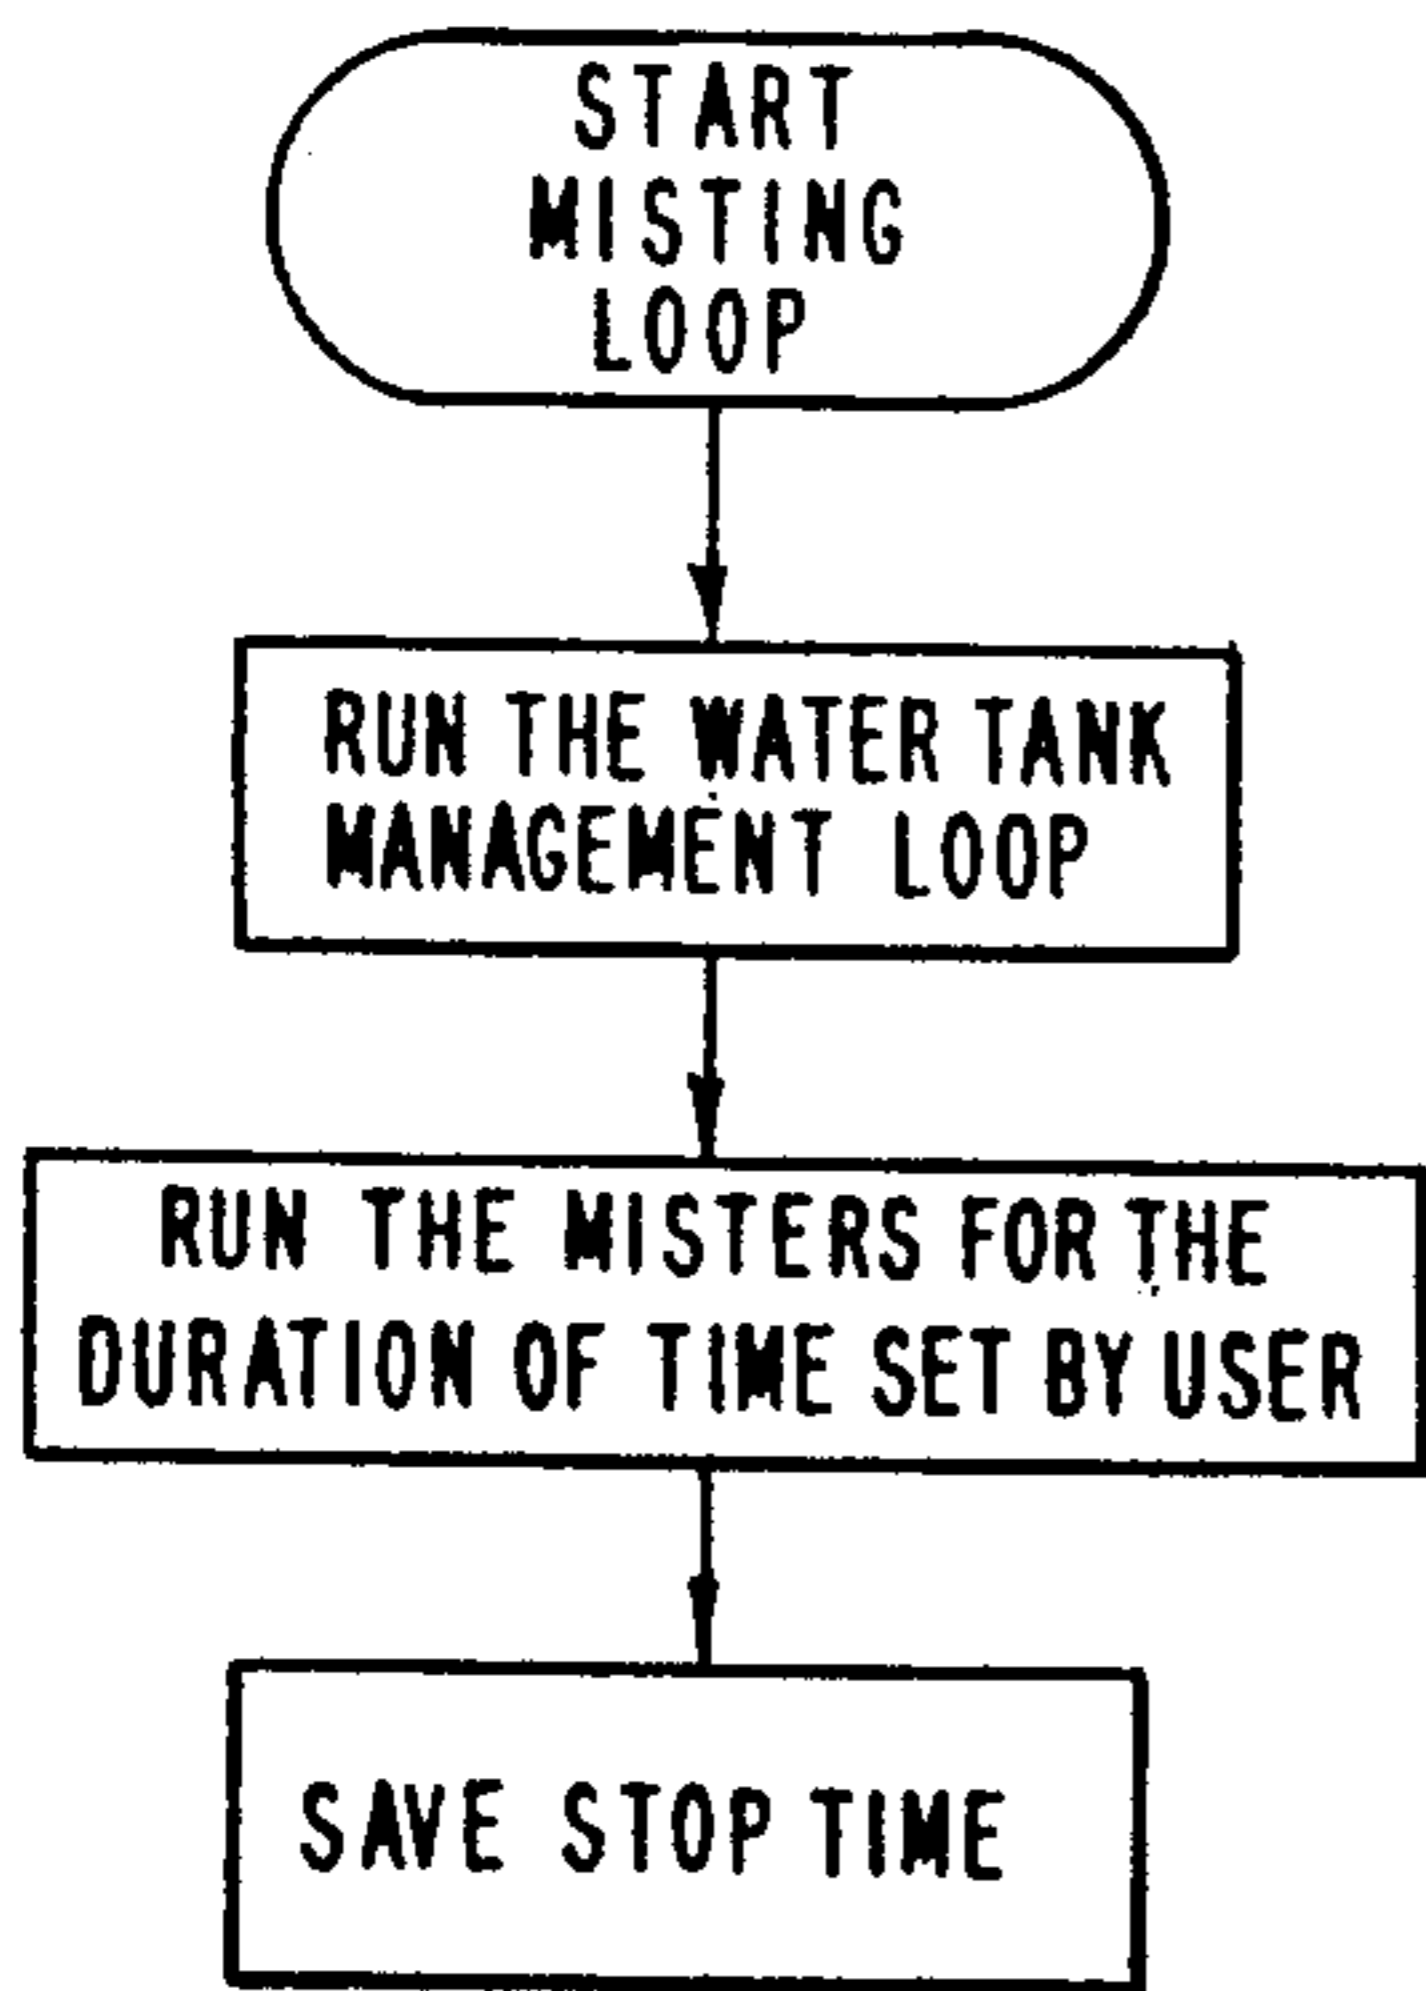 START
MISTING
LOOP
RUN THE WATER TANK
MANAGEMENT LOOP
RUN THE MISTERS FOR THE
DURATION OF TIME SET BY USER
SAVE STOP TIME